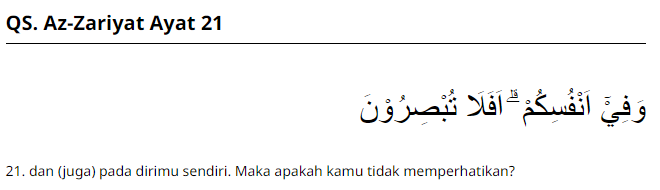 QS. Az-Zariyat Ayat 21
وَفِيْٓ اَنْفُسِكُمْ ۗ اَفَلَا تُبْصِرُوْنَ
21. dan (juga) pada dirimu sendiri. Maka apakah kamu tidak memperhatikan?